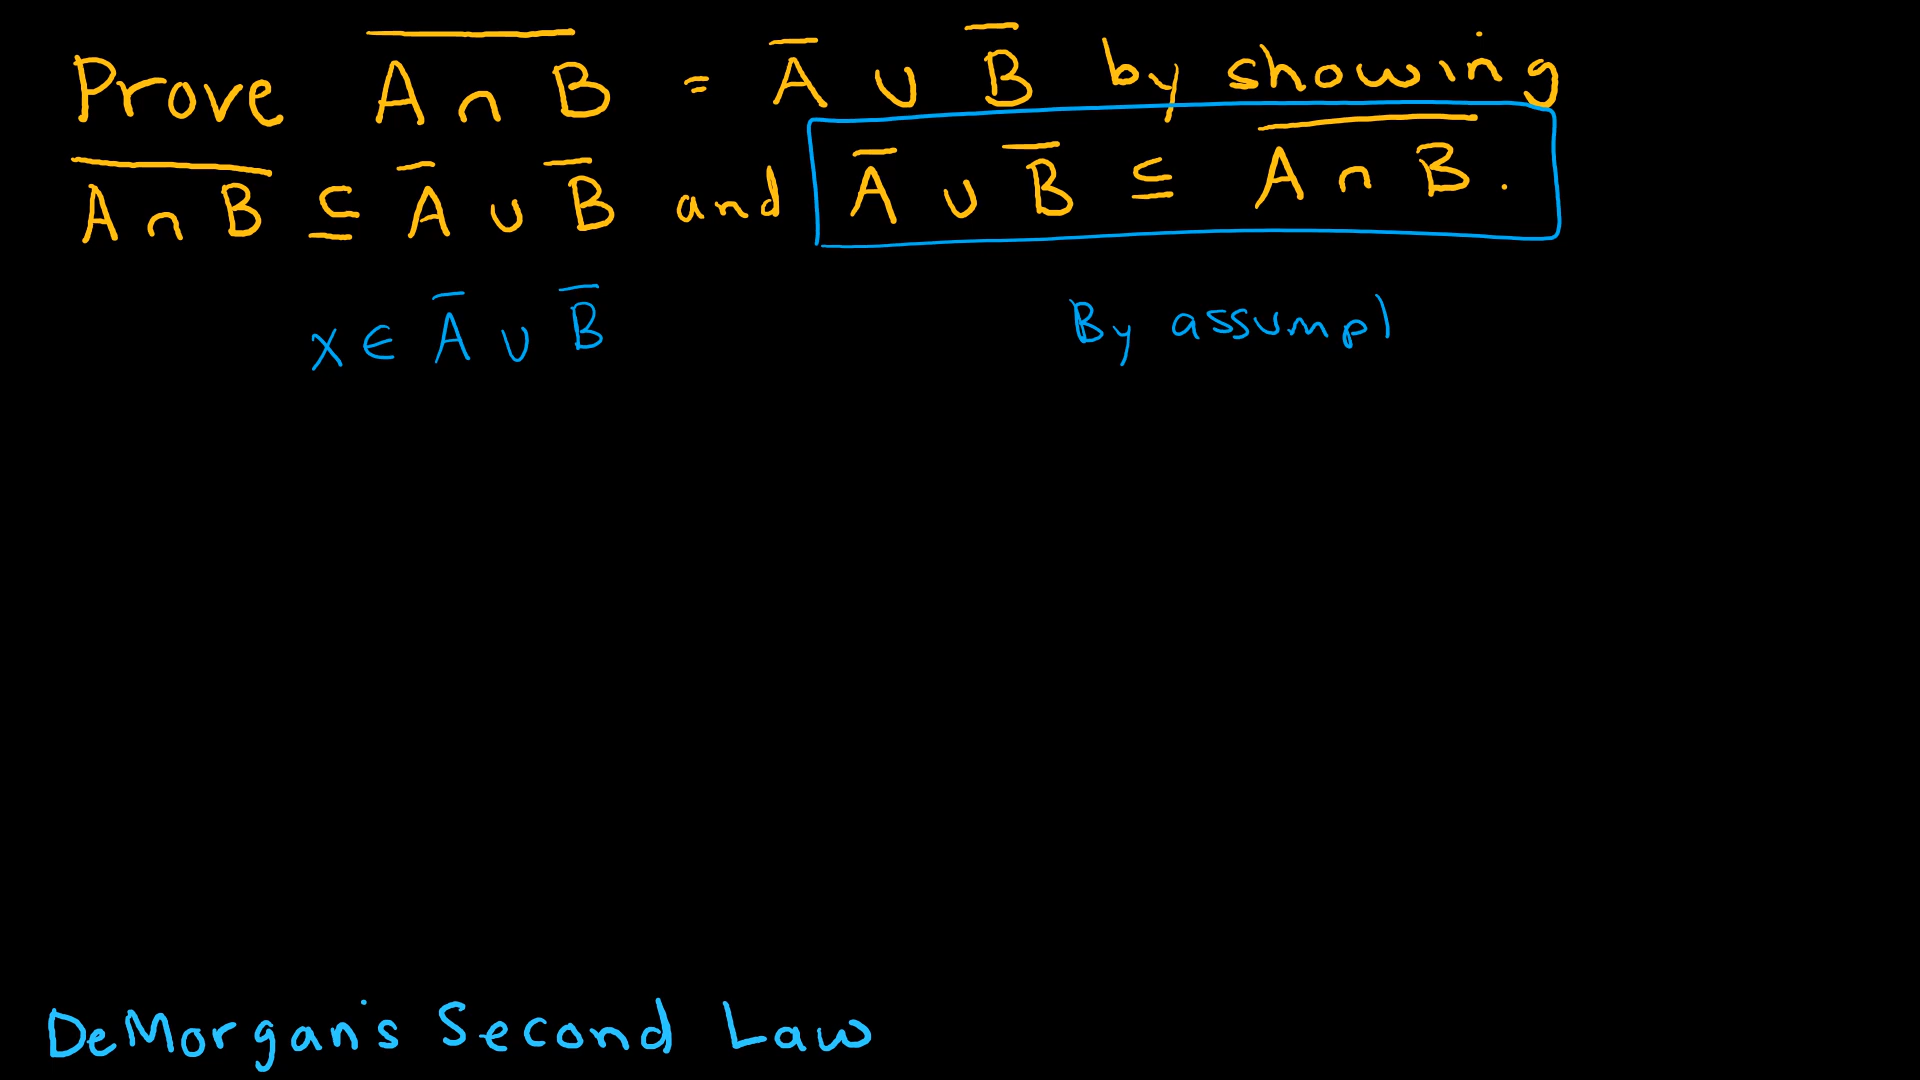 Prove A̅ ̅∩̅ ̅B̅ = A̅ ∪ B̅ by showing
A̅ ̅∩̅ ̅B̅ ⊆ A̅ ∪ B̅ and A̅ ∪ B̅ ⊆ A̅ ̅∩̅ ̅B̅.
x ∈ A̅ ∪ B̅ By assumpl
DeMorgan's Second Law